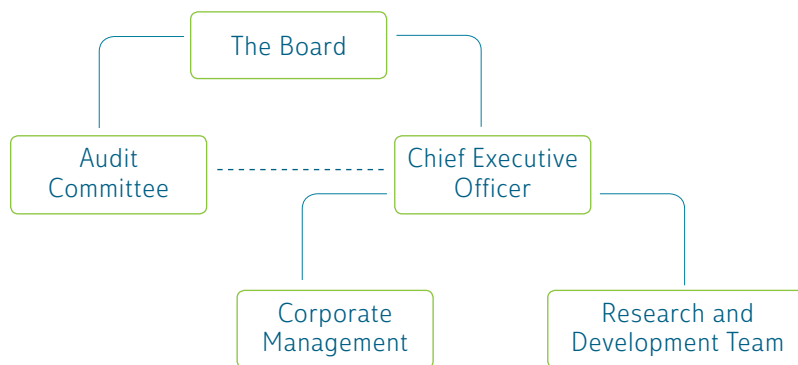 The Board
Audit
Committee
Chief Executive
Officer
Corporate
Management
Research and
Development Team